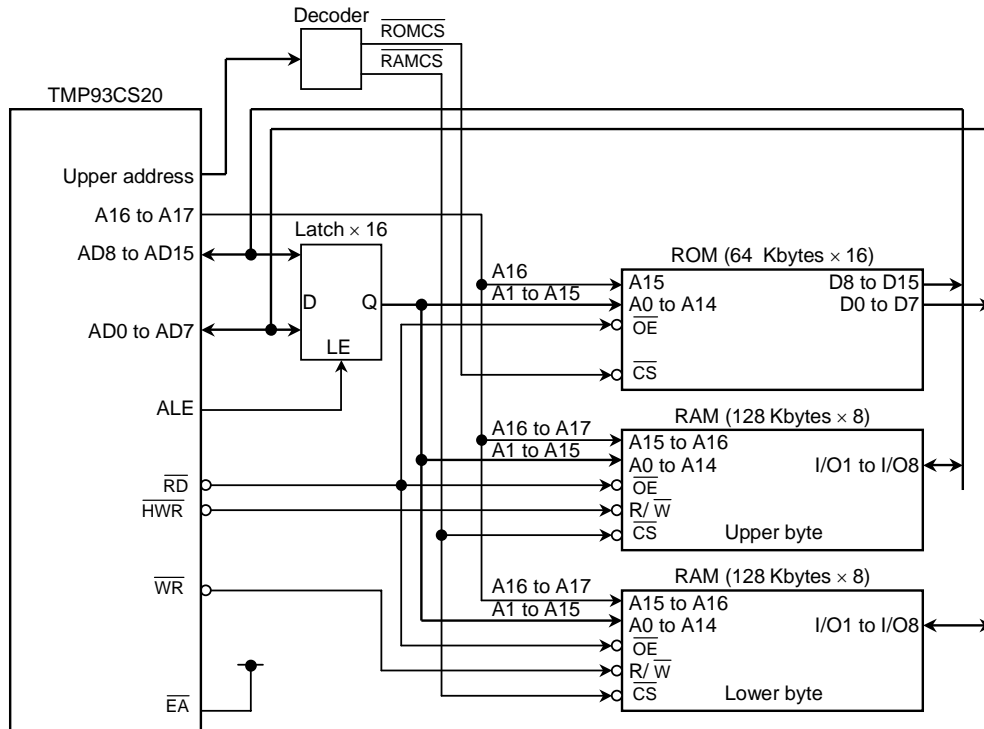 Decoder
ROMCS
RAMCS
TMP93CS20
Upper address
A16 to A17
AD8 to AD15
AD0 to AD7
ALE
RD
HWR
WR
EA
Latch × 16
D
Q
LE
ROM (64 Kbytes × 16)
A16
A1 to A15
A15
A0 to A14
OE
CS
D8 to D15
D0 to D7
RAM (128 Kbytes × 8)
A16 to A17
A1 to A15
A15 to A16
A0 to A14
OE
R/ W
CS
I/O1 to I/O8
Upper byte
RAM (128 Kbytes × 8)
A16 to A17
A1 to A15
A15 to A16
A0 to A14
OE
R/ W
CS
I/O1 to I/O8
Lower byte